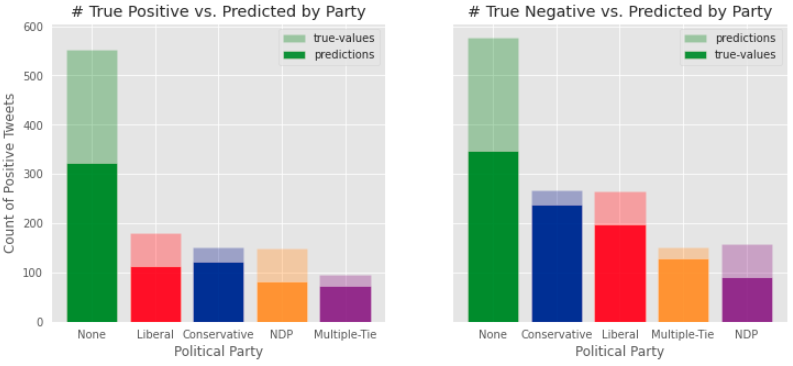 # True Positive vs. Predicted by Party
true-values
predictions
600
500
400
300
200
100
0
Count of Positive Tweets
None Liberal Conservative NDP Multiple-Tie
Political Party
# True Negative vs. Predicted by Party
predictions
true-values
None Conservative Liberal Multiple-Tie NDP
Political Party